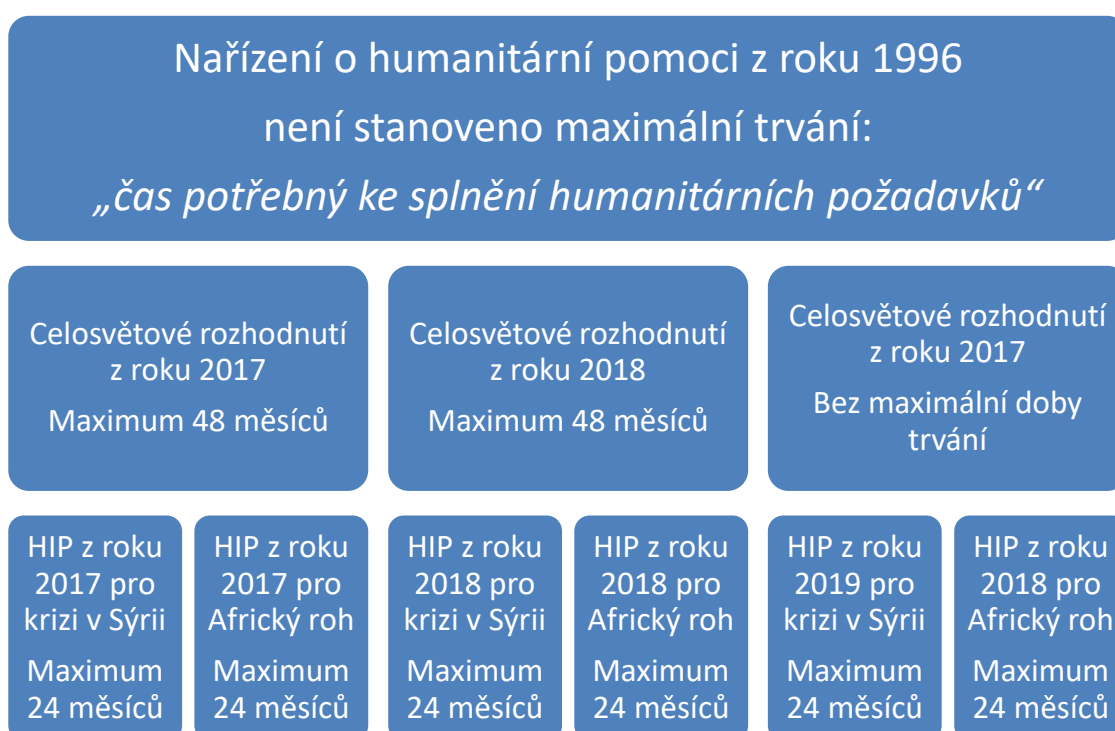 Nařízení o humanitární pomoci z roku 1996
není stanoveno maximální trvání:
„čas potřebný ke splnění humanitárních požadavků“
Celosvětové rozhodnutí
z roku 2017
Maximum 48 měsíců
Celosvětové rozhodnutí
z roku 2018
Maximum 48 měsíců
Celosvětové rozhodnutí
z roku 2017
Bez maximální doby
trvání
HIP z roku
2017 pro
krizi v Sýrii
Maximum
24 měsíců
HIP z roku
2017 pro
Africký roh
Maximum
24 měsíců
HIP z roku
2018 pro
krizi v Sýrii
Maximum
24 měsíců
HIP z roku
2018 pro
Africký roh
Maximum
24 měsíců
HIP z roku
2019 pro
krizi v Sýrii
Maximum
24 měsíců
HIP z roku
2018 pro
Africký roh
Maximum
24 měsíců